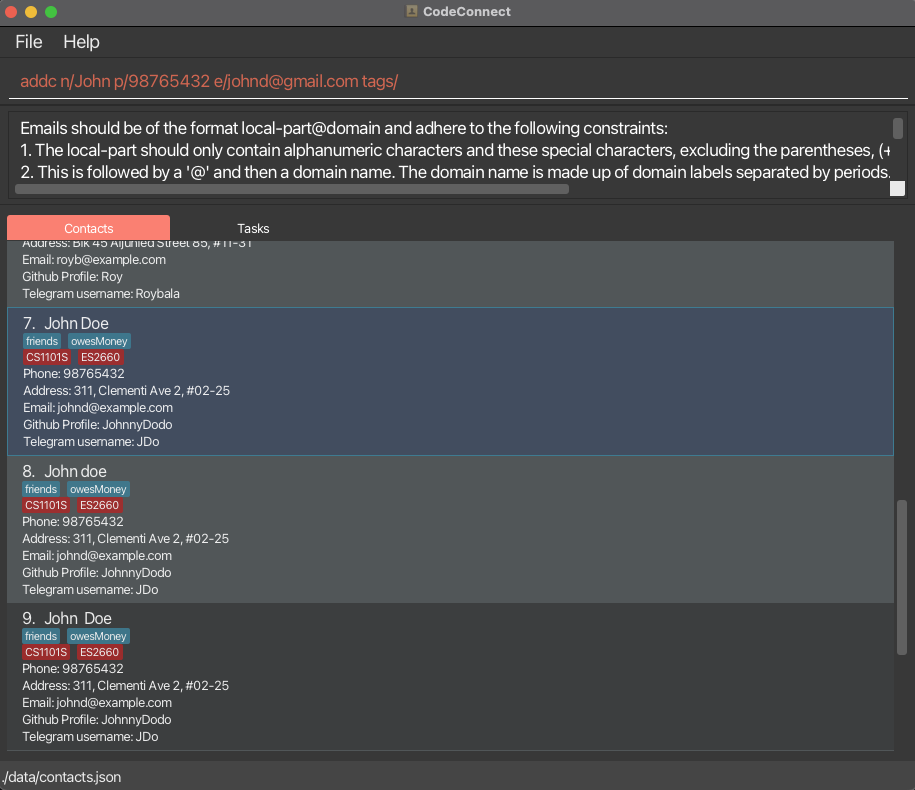 CodeConnect
File Help
addc n/John p/98765432 e/johnd@gmail.com tags/
Emails should be of the format local-part@domain and adhere to the following constraints:
1. The local-part should only contain alphanumeric characters and these special characters, excluding the parentheses, (+
2. This is followed by a '@' and then a domain name. The domain name is made up of domain labels separated by periods.
Contacts Tasks
Address: Blk 45 Aljunied Street 85, #11-31
Email: royb@example.com
Github Profile: Roy
Telegram username: Roybala
7. John Doe
friends owesMoney
CS1101S ES2660
Phone: 98765432
Address: 311, Clementi Ave 2, #02-25
Email: johnd@example.com
Github Profile: JohnnyDodo
Telegram username: JDo
8. John doe
friends owesMoney
CS1101S ES2660
Phone: 98765432
Address: 311, Clementi Ave 2, #02-25
Email: johnd@example.com
Github Profile: JohnnyDodo
Telegram username: JDo
9. John  Doe
friends owesMoney
CS1101S ES2660
Phone: 98765432
Address: 311, Clementi Ave 2, #02-25
Email: johnd@example.com
Github Profile: JohnnyDodo
Telegram username: JDo
./data/contacts.json